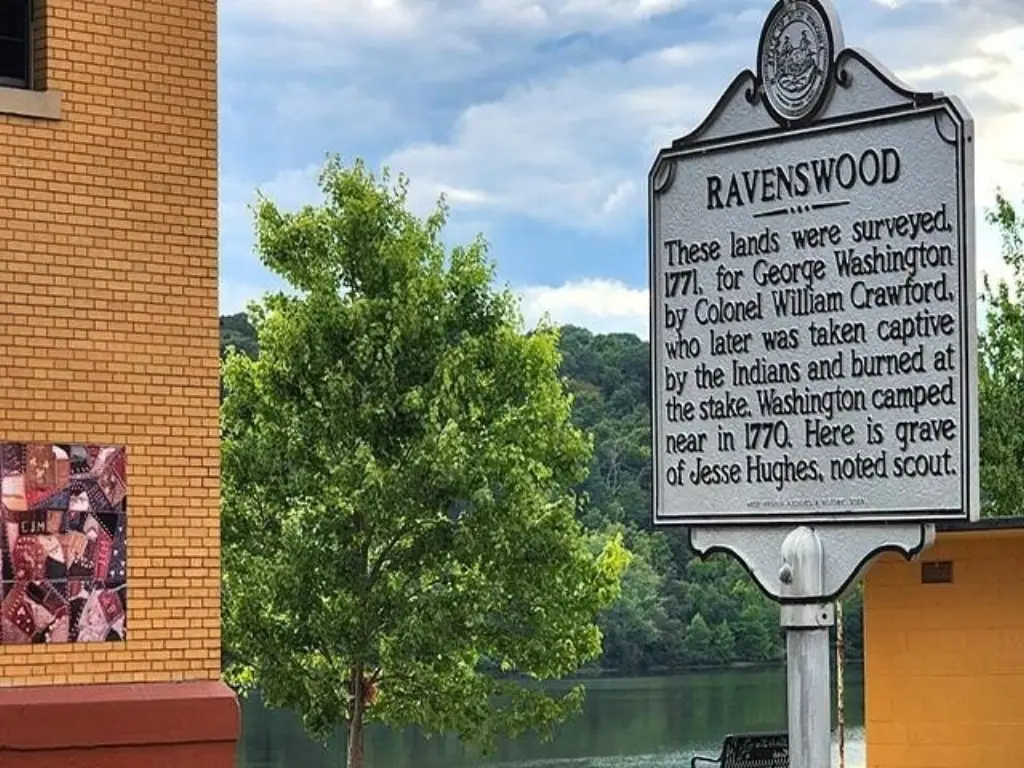 RAVENSWOOD
These lands were surveyed,
1771, for George Washington
by Colonel William Crawford,
who later was taken captive
by the Indians and burned at
the stake. Washington camped
near in 1770. Here is grave
of Jesse Hughes, noted scout.